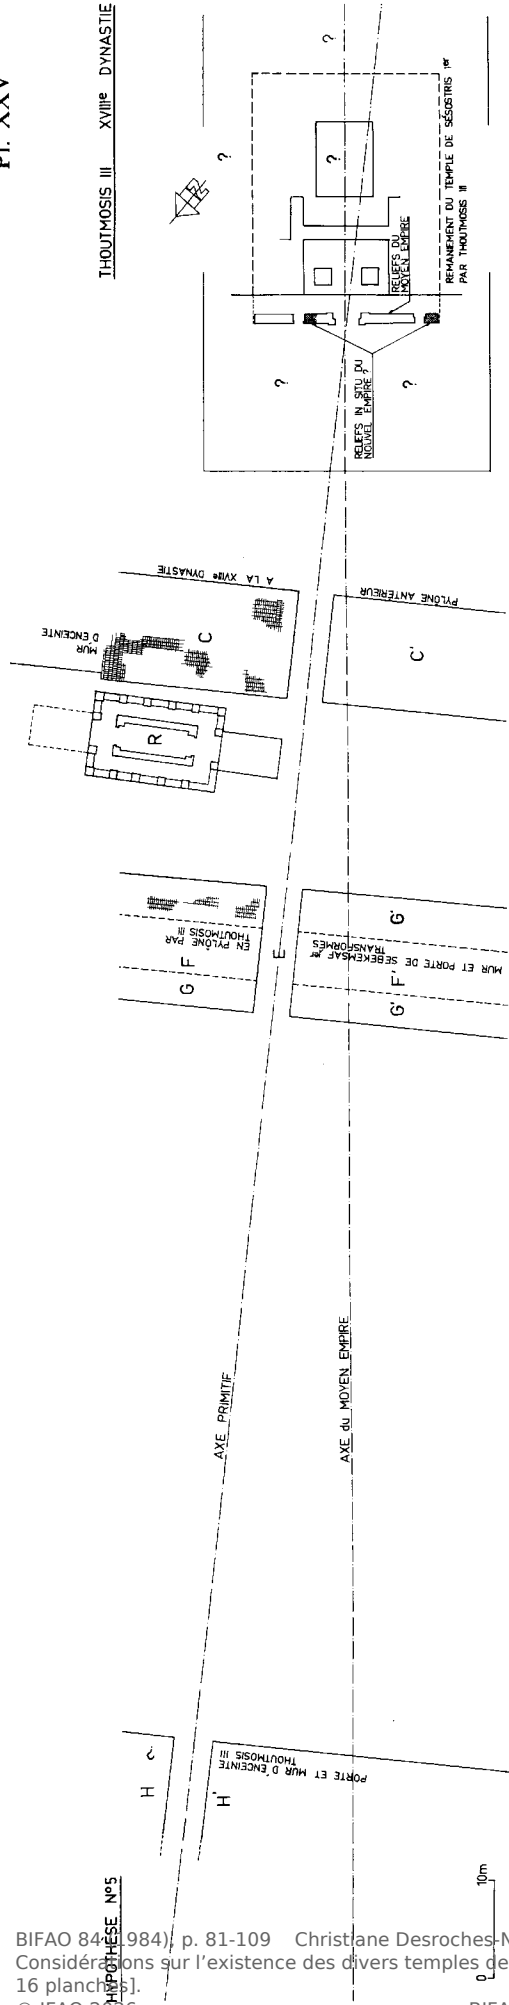 Pl. XXV
THOUTMOSIS III XVIIIe DYNASTIE
?
?
?
REMANIEMENT DU TEMPLE DE SÉSOSTRIS Ier
PAR THOUTMOSIS III
RELIEFS DU
MOYEN EMPIRE
RELIEFS IN SITU DU
NOUVEL EMPIRE ?
?
?
A LA XVIIIe DYNASTIE
PYLÔNE ANTÉRIEUR
MUR
D'ENCEINTE
C
C'
R
EN PYLÔNE PAR
THOUTMOSIS III
G F
E
G'
MUR ET PORTE DE SEBEKEMSAF Ier
TRANSFORMÉS
G' F'
AXE PRIMITIF
AXE du MOYEN EMPIRE
H ?
H'
PORTE ET MUR D'ENCEINTE
THOUTMOSIS III
HYPOTHESE N°5
0 10m
BIFAO 84 (1984), p. 81-109 Christiane Desroches-N
Considérations sur l'existence des divers temples de
16 planches].
© IFAO 2026 BIFA